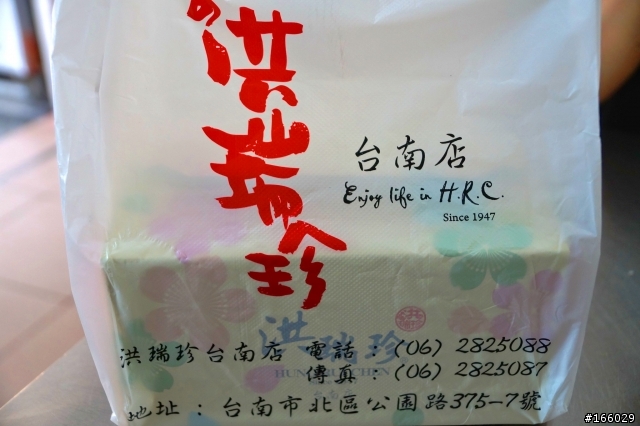 の洪瑞珍
台南店
Enjoy life in H.R.C.
Since 1947
洪瑞珍
洪瑞珍台南店 電話：(06) 2825088
傳真：(06) 2825087
地址：台南市北區公園路375-7號
#166029